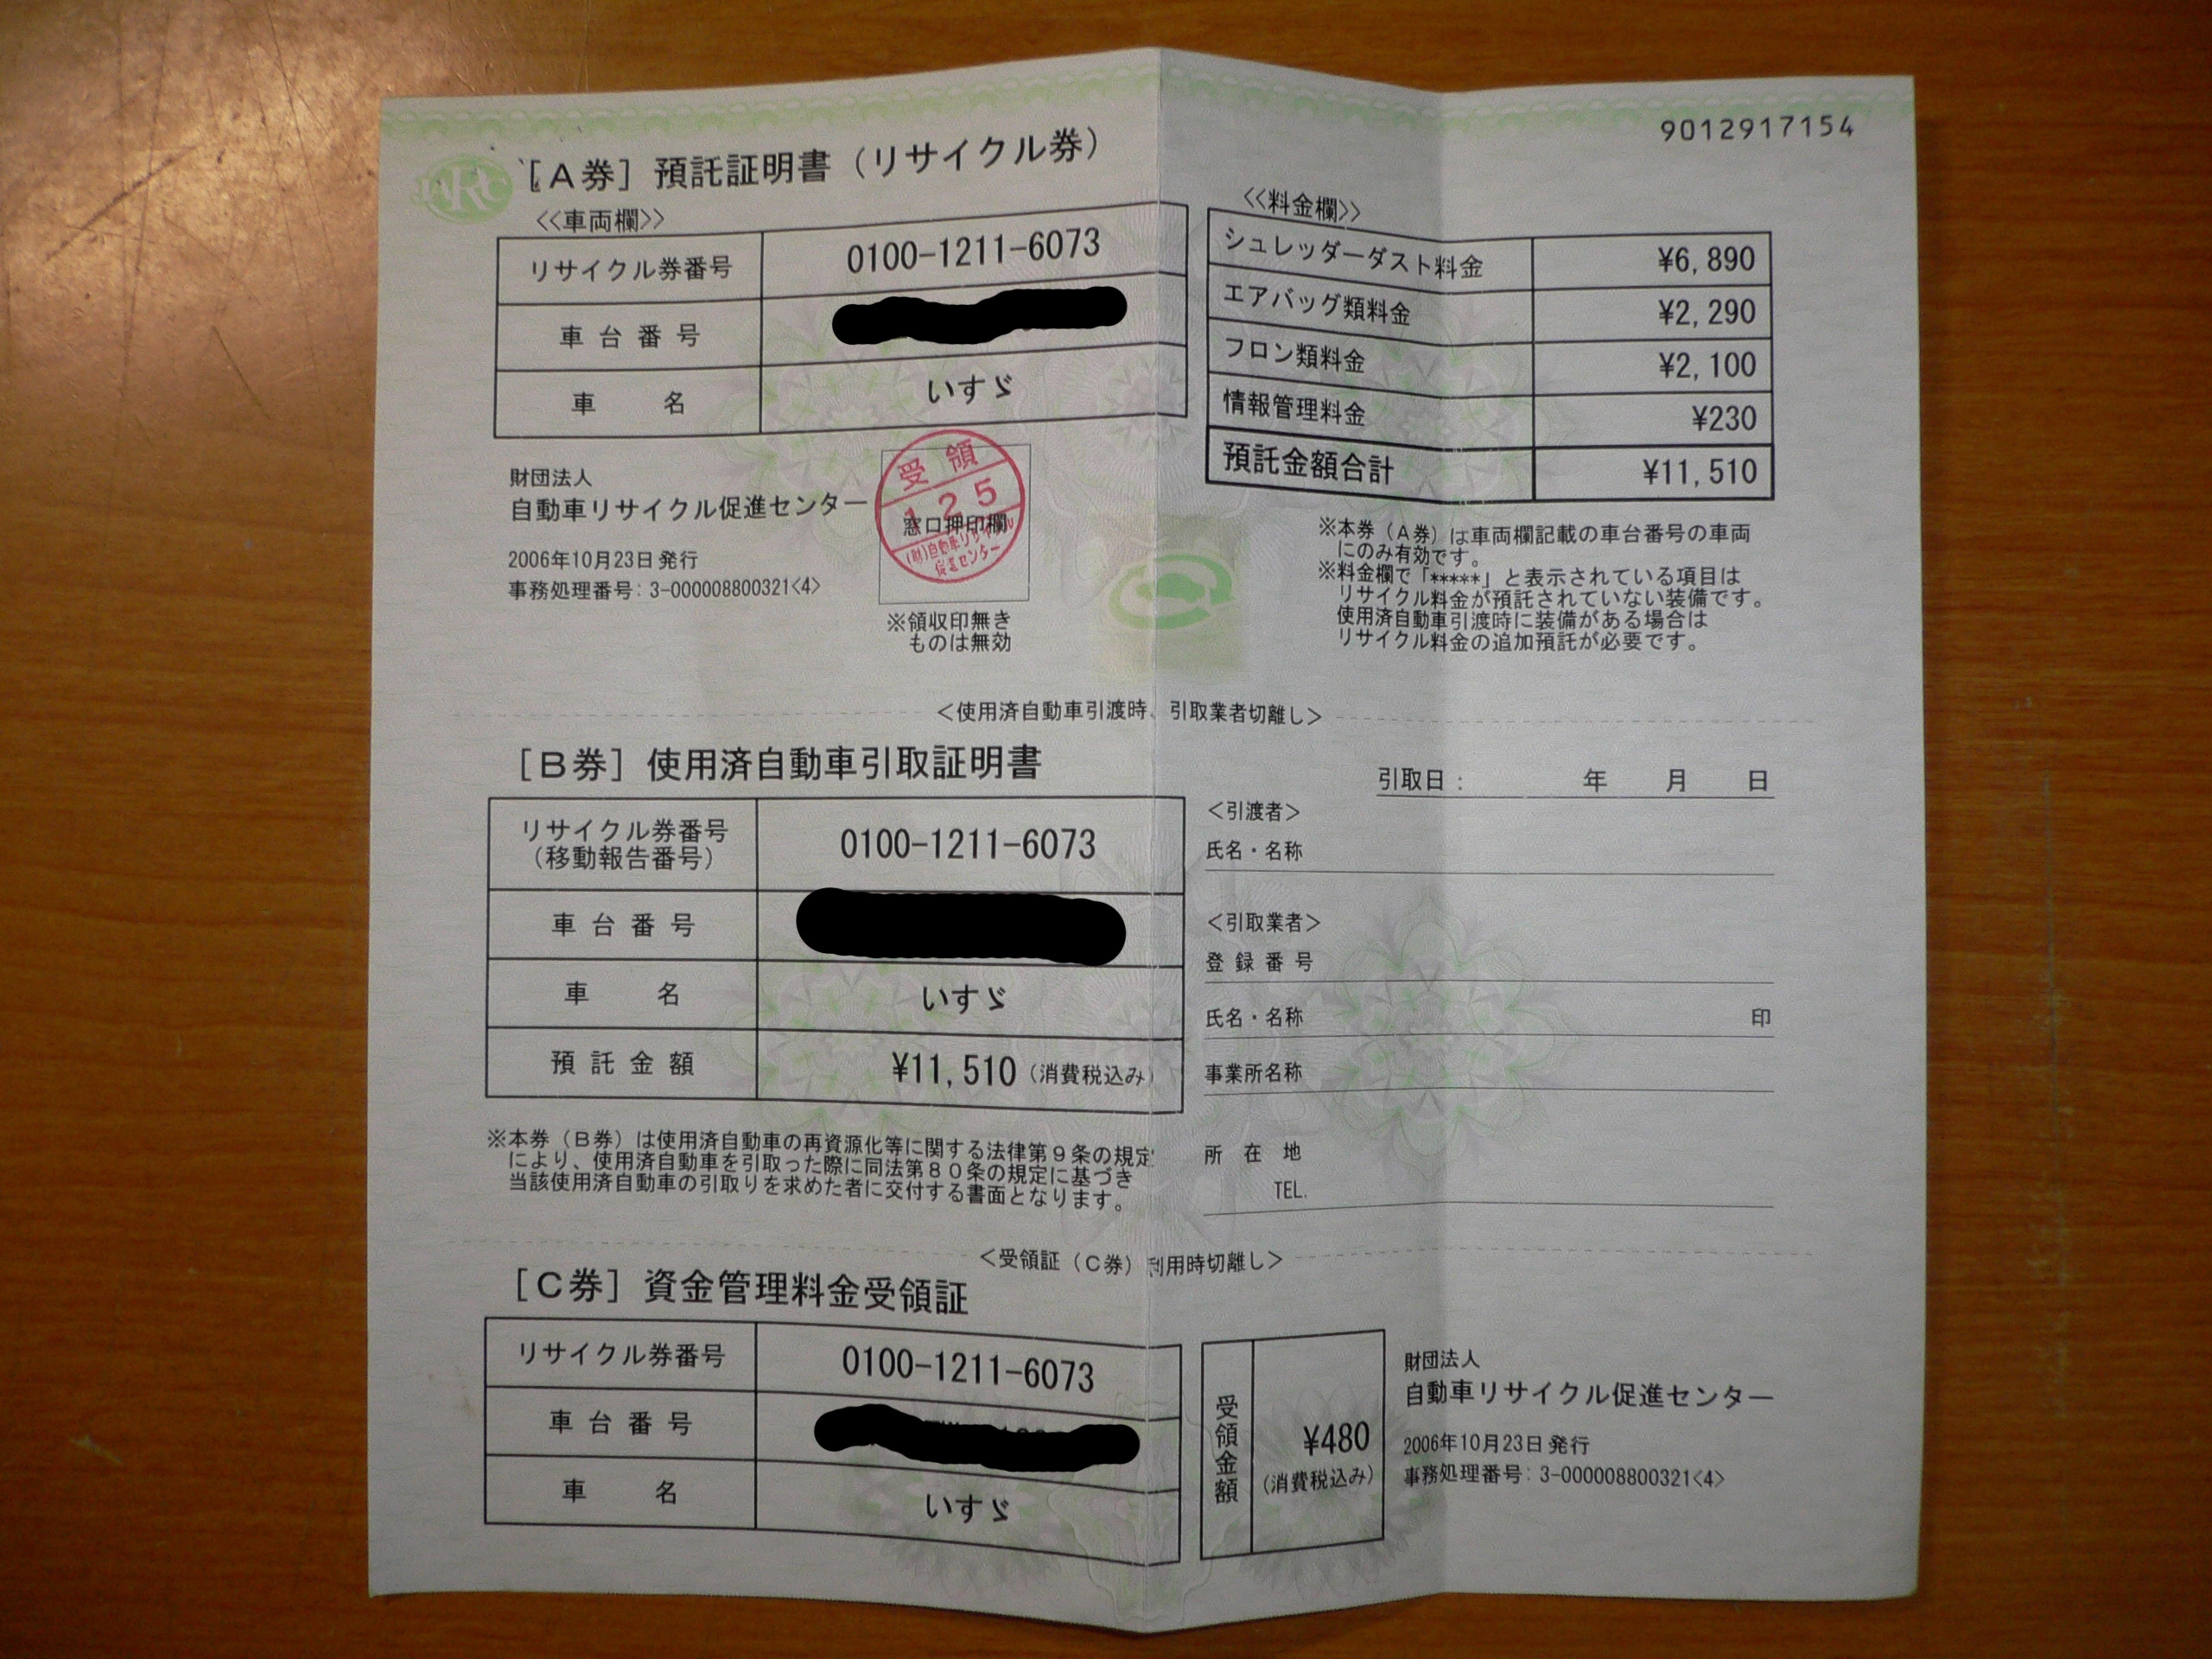 9012917154
JARC
［Ａ券］預託証明書（リサイクル券）
<<車両欄>>
リサイクル券番号 0100-1211-6073
車台番号
車名 いすゞ
<<料金欄>>
シュレッダーダスト料金 ¥6,890
エアバッグ類料金 ¥2,290
フロン類料金 ¥2,100
情報管理料金 ¥230
預託金額合計 ¥11,510
財団法人
自動車リサイクル促進センター
2006年10月23日発行
事務処理番号: 3-000008800321<4>
受領
125
(財)自動車リサイクル
促進センター
窓口押印欄
※領収印無き
ものは無効
※本券（Ａ券）は車両欄記載の車台番号の車両
にのみ有効です。
※料金欄で「*****」と表示されている項目は
リサイクル料金が預託されていない装備です。
使用済自動車引渡時に装備がある場合は
リサイクル料金の追加預託が必要です。
＜使用済自動車引渡時、引取業者切離し＞
［Ｂ券］使用済自動車引取証明書
リサイクル券番号
（移動報告番号） 0100-1211-6073
車台番号
車名 いすゞ
預託金額 ¥11,510（消費税込み）
引取日： 年 月 日
＜引渡者＞
氏名・名称
＜引取業者＞
登録番号
氏名・名称 印
事業所名称
所在地
TEL.
※本券（Ｂ券）は使用済自動車の再資源化等に関する法律第９条の規定
により、使用済自動車を引取った際に同法第８０条の規定に基づき
当該使用済自動車の引取りを求めた者に交付する書面となります。
＜受領証（Ｃ券）利用時切離し＞
［Ｃ券］資金管理料金受領証
リサイクル券番号 0100-1211-6073
車台番号
車名 いすゞ
受領金額 ¥480
（消費税込み）
財団法人
自動車リサイクル促進センター
2006年10月23日発行
事務処理番号: 3-000008800321<4>